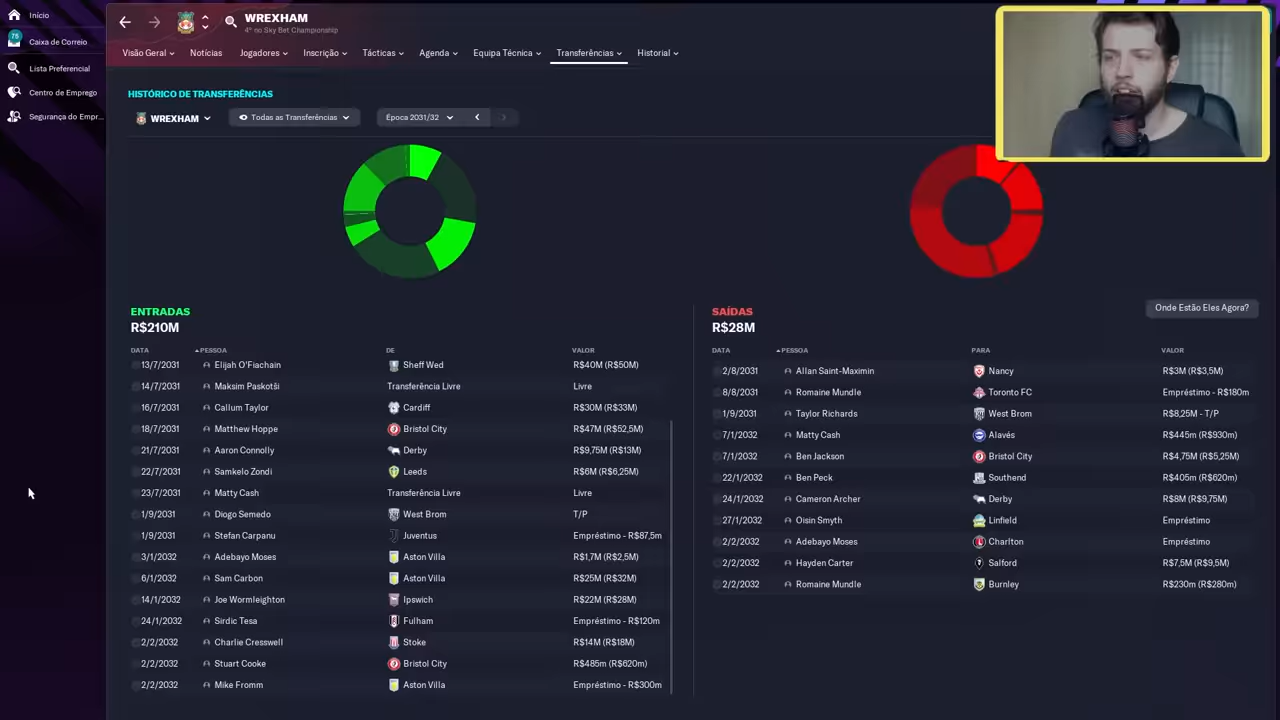 Início
75
Caixa de Correio
Lista Preferencial
Centro de Emprego
Segurança do Empr...
WREXHAM
4º no Sky Bet Championship
Visão Geral
Notícias
Jogadores
Inscrição
Tácticas
Agenda
Equipa Técnica
Transferências
Historial
HISTÓRICO DE TRANSFERÊNCIAS
WREXHAM
Todas as Transferências
Época 2031/32
ENTRADAS
R$210M
DATA PESSOA DE VALOR
13/7/2031 Elijah O'Fiachain Sheff Wed R$40M (R$50M)
14/7/2031 Maksim Paskotši Transferência Livre Livre
16/7/2031 Callum Taylor Cardiff R$30M (R$33M)
18/7/2031 Matthew Hoppe Bristol City R$47M (R$52,5M)
21/7/2031 Aaron Connolly Derby R$9,75M (R$13M)
22/7/2031 Samkelo Zondi Leeds R$6M (R$6,25M)
23/7/2031 Matty Cash Transferência Livre Livre
1/9/2031 Diogo Semedo West Brom T/P
1/9/2031 Stefan Carpanu Juventus Empréstimo - R$87,5m
3/1/2032 Adebayo Moses Aston Villa R$1,7M (R$2,5M)
6/1/2032 Sam Carbon Aston Villa R$25M (R$32M)
14/1/2032 Joe Wormleighton Ipswich R$22M (R$28M)
24/1/2032 Sirdic Tesa Fulham Empréstimo - R$120m
2/2/2032 Charlie Cresswell Stoke R$14M (R$18M)
2/2/2032 Stuart Cooke Bristol City R$485m (R$620m)
2/2/2032 Mike Fromm Aston Villa Empréstimo - R$300m
SAÍDAS
R$28M
Onde Estão Eles Agora?
DATA PESSOA PARA VALOR
2/8/2031 Allan Saint-Maximin Nancy R$3M (R$3,5M)
8/8/2031 Romaine Mundle Toronto FC Empréstimo - R$180m
1/9/2031 Taylor Richards West Brom R$8,25M - T/P
7/1/2032 Matty Cash Alavés R$445m (R$930m)
7/1/2032 Ben Jackson Bristol City R$4,75M (R$5,25M)
22/1/2032 Ben Peck Southend R$405m (R$620m)
24/1/2032 Cameron Archer Derby R$8M (R$9,75M)
27/1/2032 Oisin Smyth Linfield Empréstimo
2/2/2032 Adebayo Moses Charlton Empréstimo
2/2/2032 Hayden Carter Salford R$7,5M (R$9,5M)
2/2/2032 Romaine Mundle Burnley R$230m (R$280m)